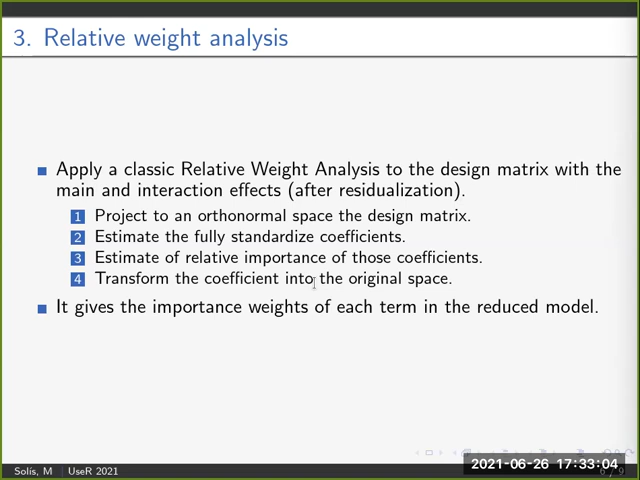 3. Relative weight analysis
Apply a classic Relative Weight Analysis to the design matrix with the
main and interaction effects (after residualization).
1 Project to an orthonormal space the design matrix.
2 Estimate the fully standardize coefficients.
3 Estimate of relative importance of those coefficients.
4 Transform the coefficient into the original space.
It gives the importance weights of each term in the reduced model.
2021-06-26 17:33:04
Solís, M UseR 2021